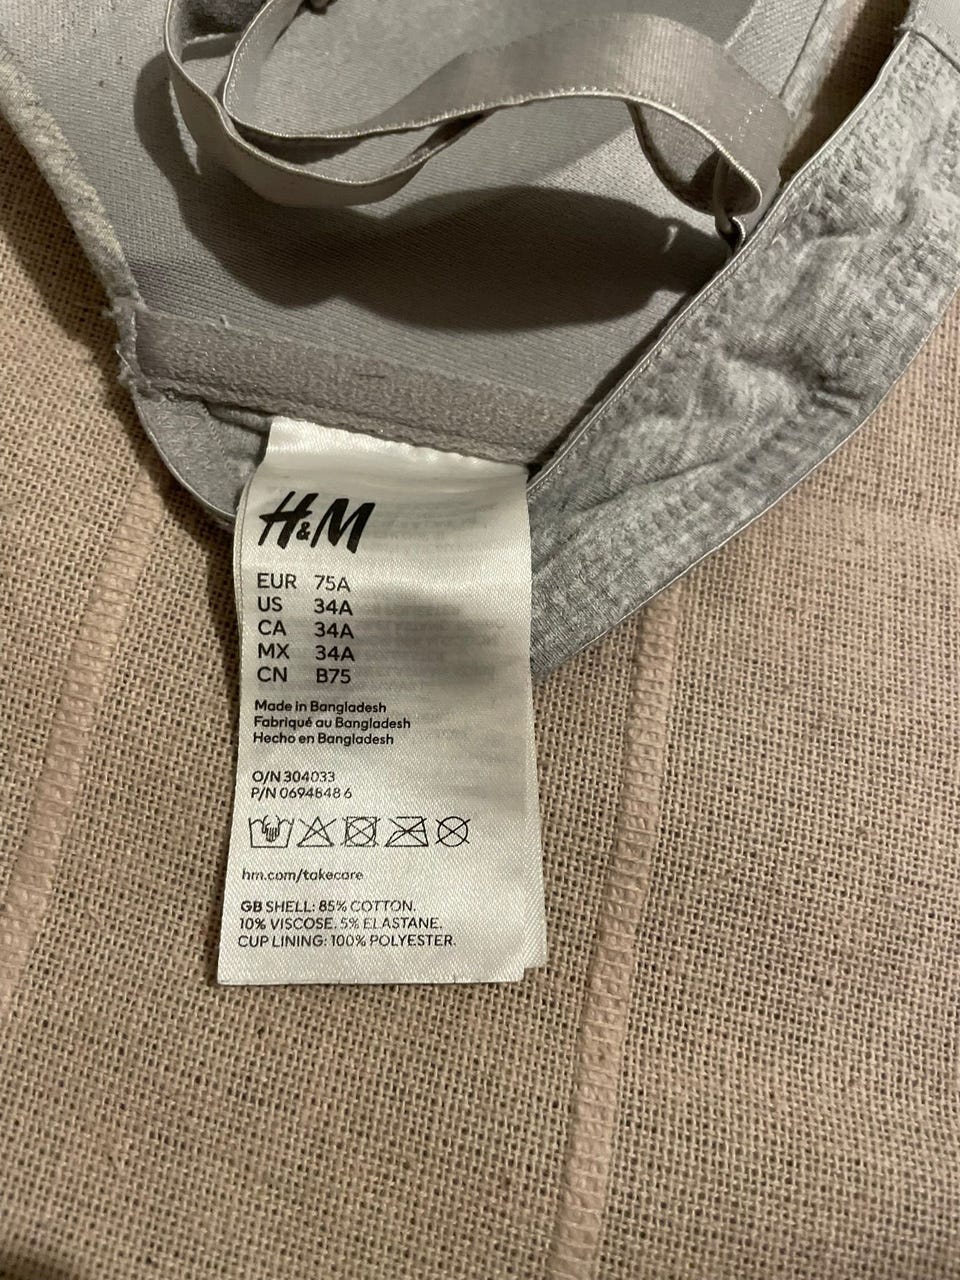 H&M
EUR 75A
US 34A
CA 34A
MX 34A
CN B75
Made in Bangladesh
Fabriqué au Bangladesh
Hecho en Bangladesh
O/N 304033
P/N 0694848 6
hm.com/takecare
GB SHELL: 85% COTTON.
10% VISCOSE. 5% ELASTANE.
CUP LINING: 100% POLYESTER.